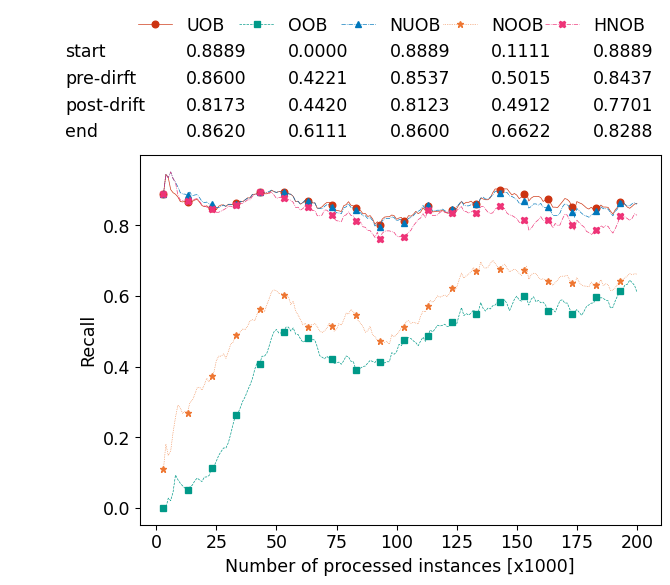 UOB OOB NUOB NOOB HNOB
start 0.8889 0.0000 0.8889 0.1111 0.8889
pre-dirft 0.8600 0.4221 0.8537 0.5015 0.8437
post-drift 0.8173 0.4420 0.8123 0.4912 0.7701
end 0.8620 0.6111 0.8600 0.6622 0.8288
0.8
0.6
0.4
0.2
0.0
Recall
0 25 50 75 100 125 150 175 200
Number of processed instances [x1000]